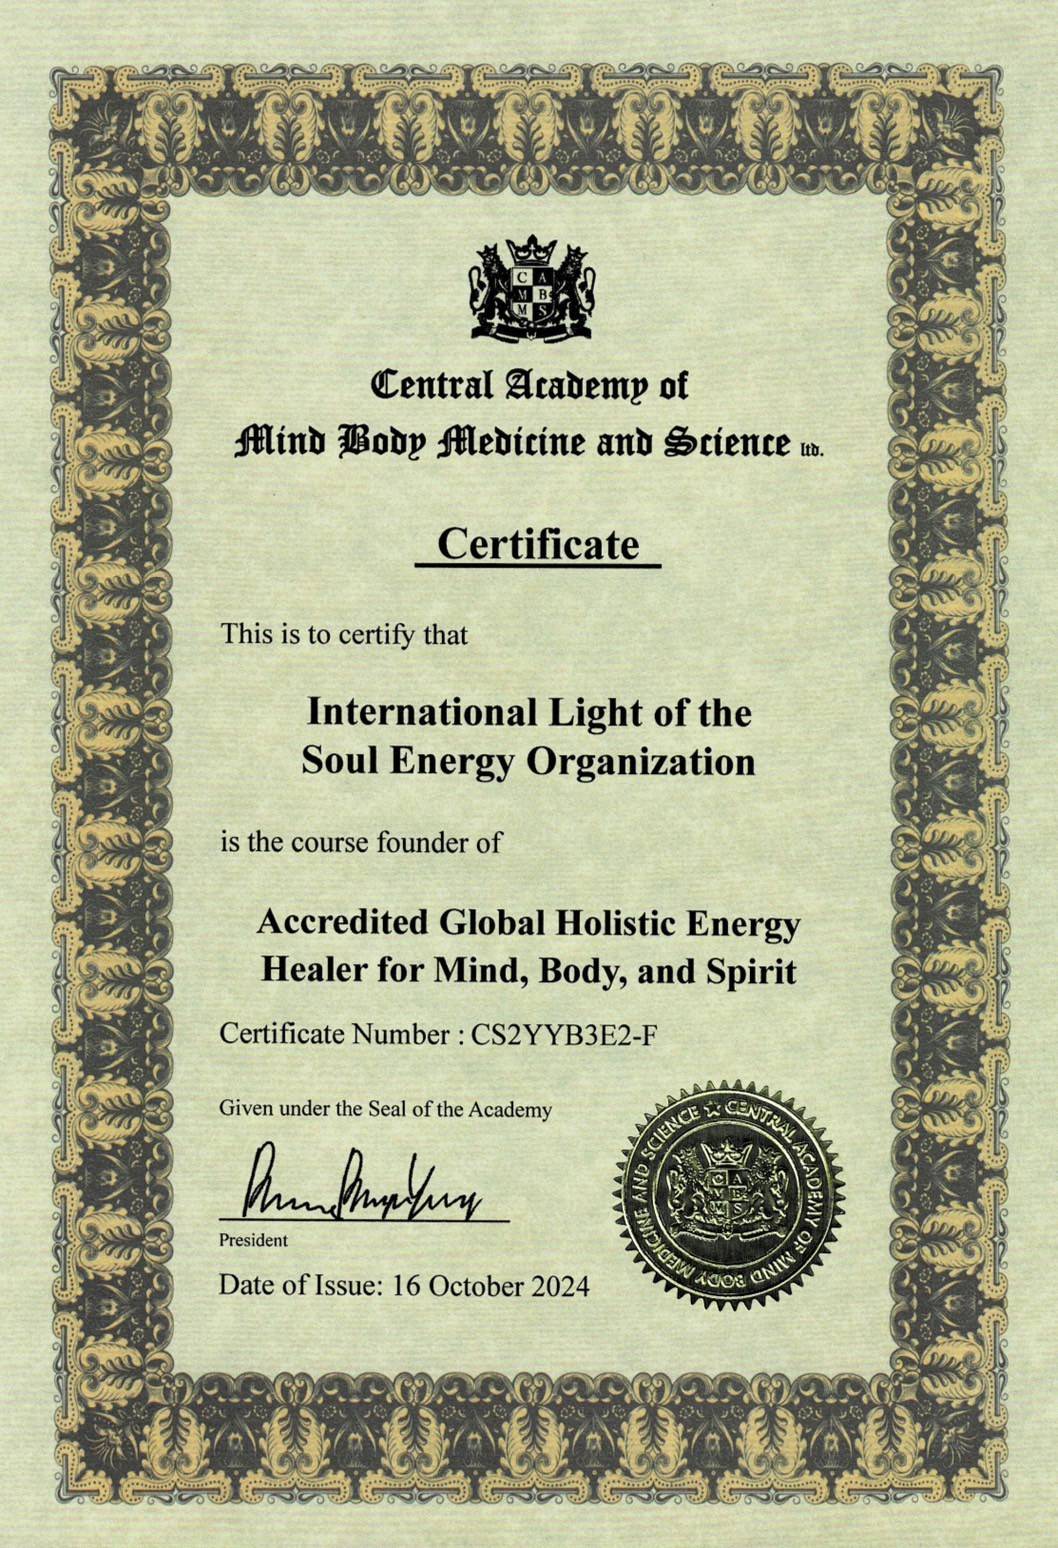 C A
M B
M S
Central Academy of
Mind Body Medicine and Science ltd.
Certificate
This is to certify that
International Light of the
Soul Energy Organization
is the course founder of
Accredited Global Holistic Energy
Healer for Mind, Body, and Spirit
Certificate Number : CS2YYB3E2-F
Given under the Seal of the Academy
President
Date of Issue: 16 October 2024
CENTRAL ACADEMY OF MIND BODY MEDICINE AND SCIENCE
C A
M B
M S